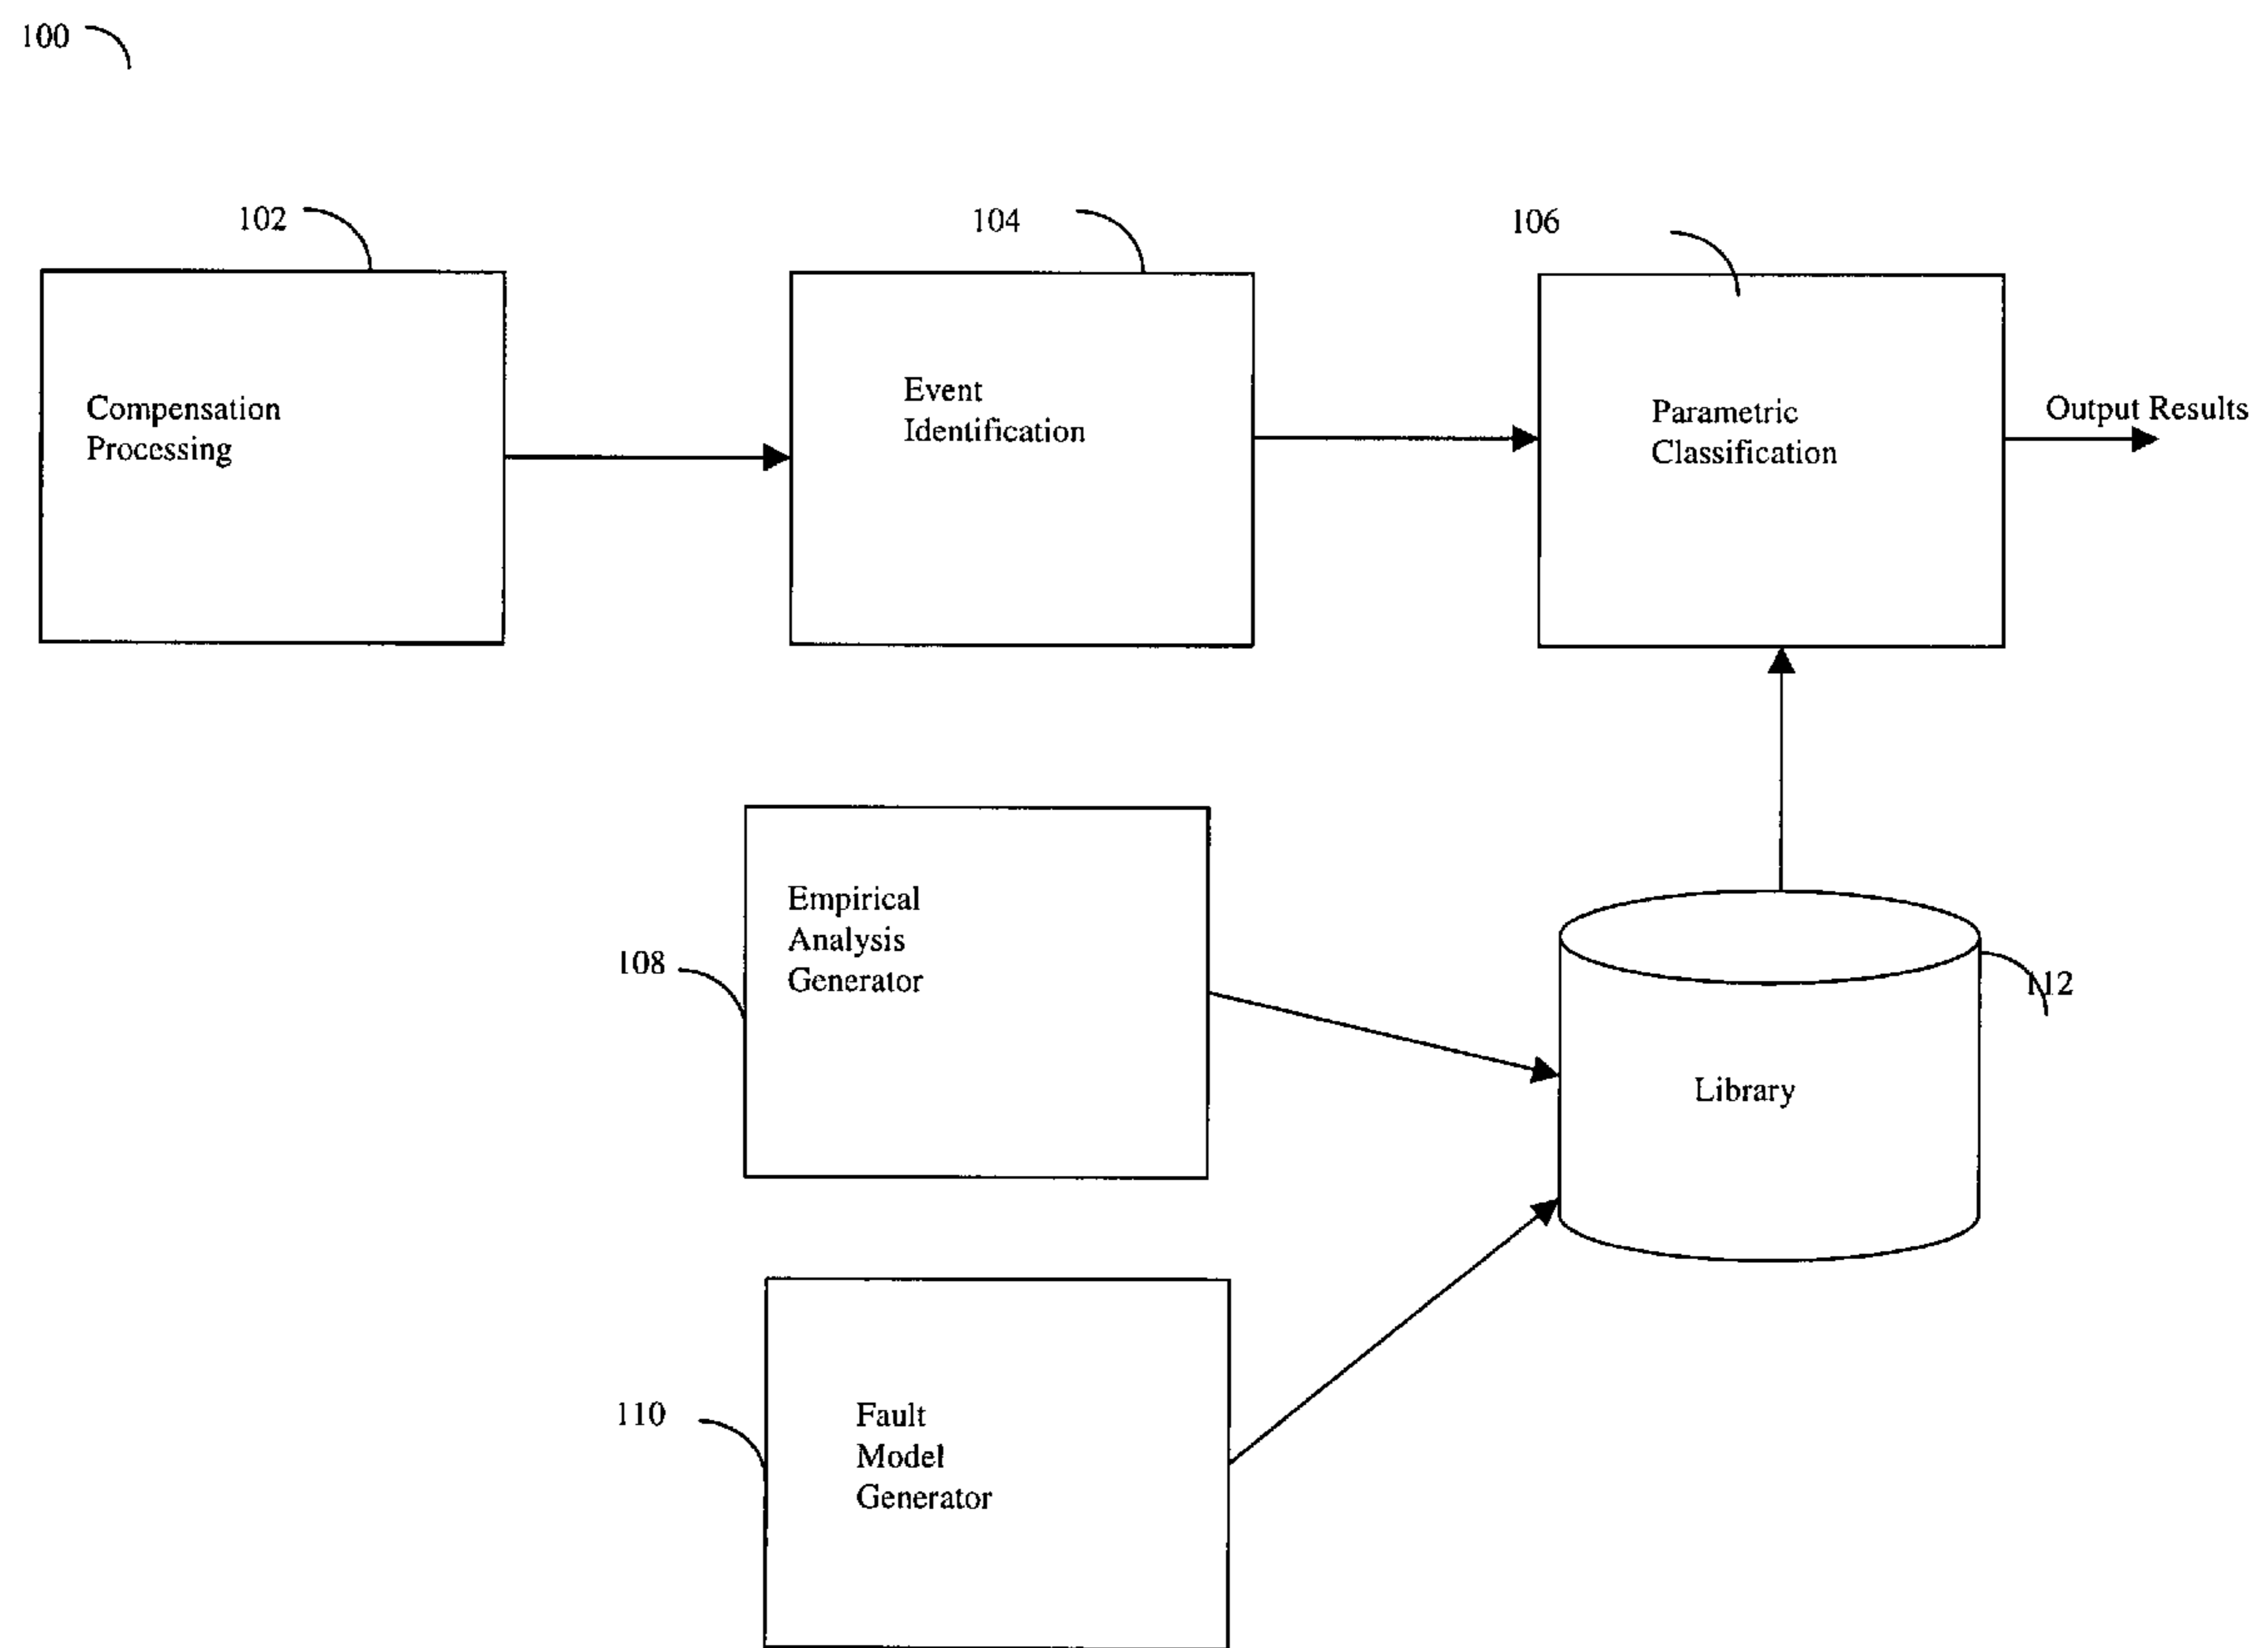 100
102
104
106
Compensation
Processing
Event
Identification
Parametric
Classification
Output Results
Empirical
Analysis
Generator
108
112
Library
110
Fault
Model
Generator